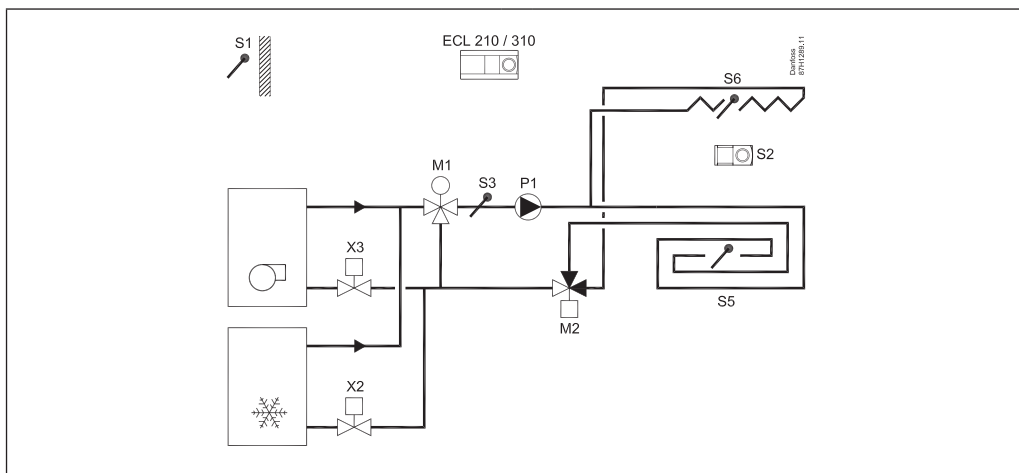 S1
ECL 210 / 310
Danfoss
87H1289.11
S6
S2
M1
S3
P1
X3
S5
M2
X2